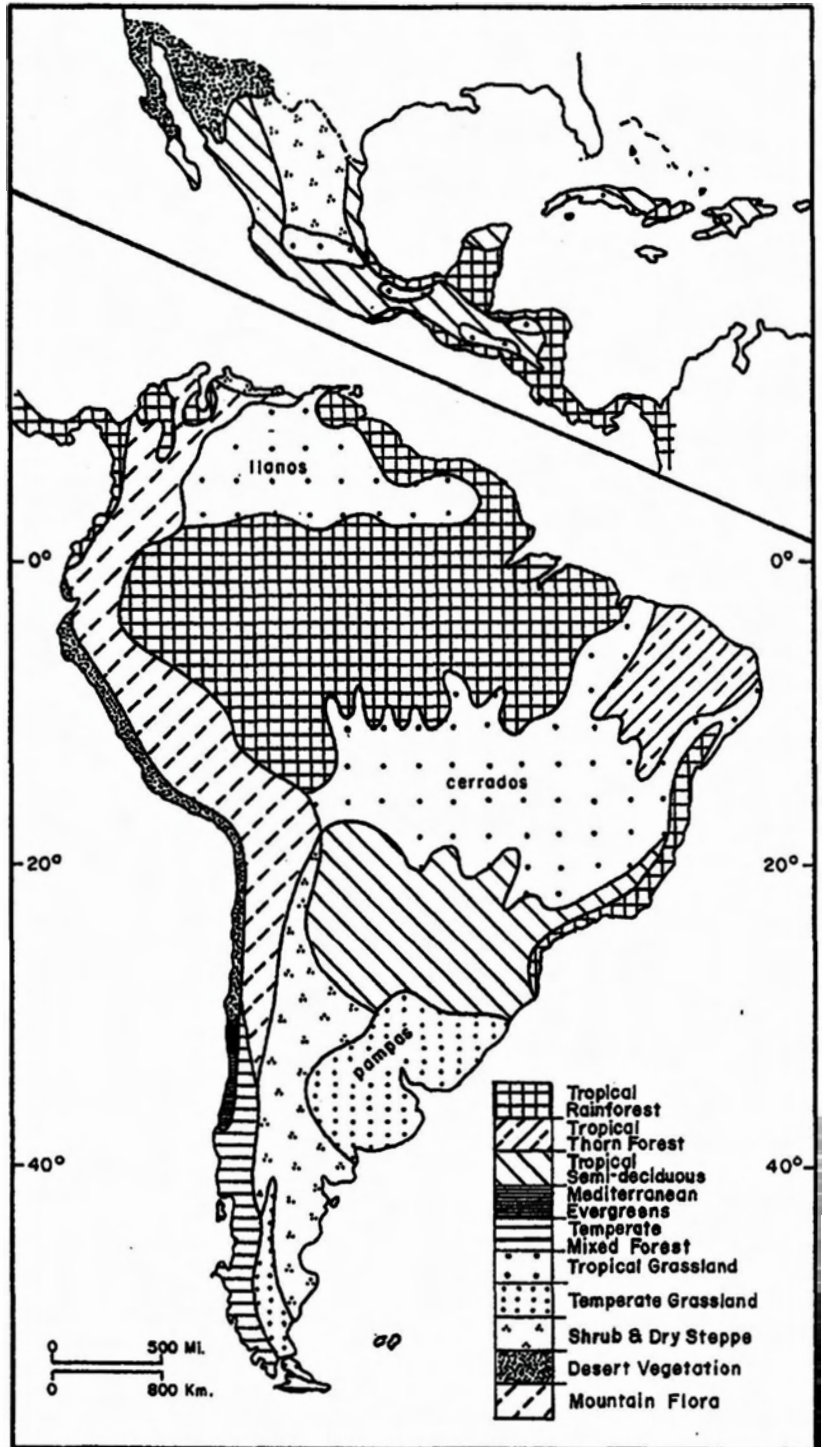 llanos
0°
0°
cerrados
20°
20°
pampas
Tropical
Rainforest
Tropical
Thorn Forest
Tropical
Semi-deciduous
Mediterranean
Evergreens
Temperate
Mixed Forest
Tropical Grassland
Temperate Grassland
Shrub & Dry Steppe
Desert Vegetation
Mountain Flora
40°
40°
0 500 Mi.
0 800 Km.